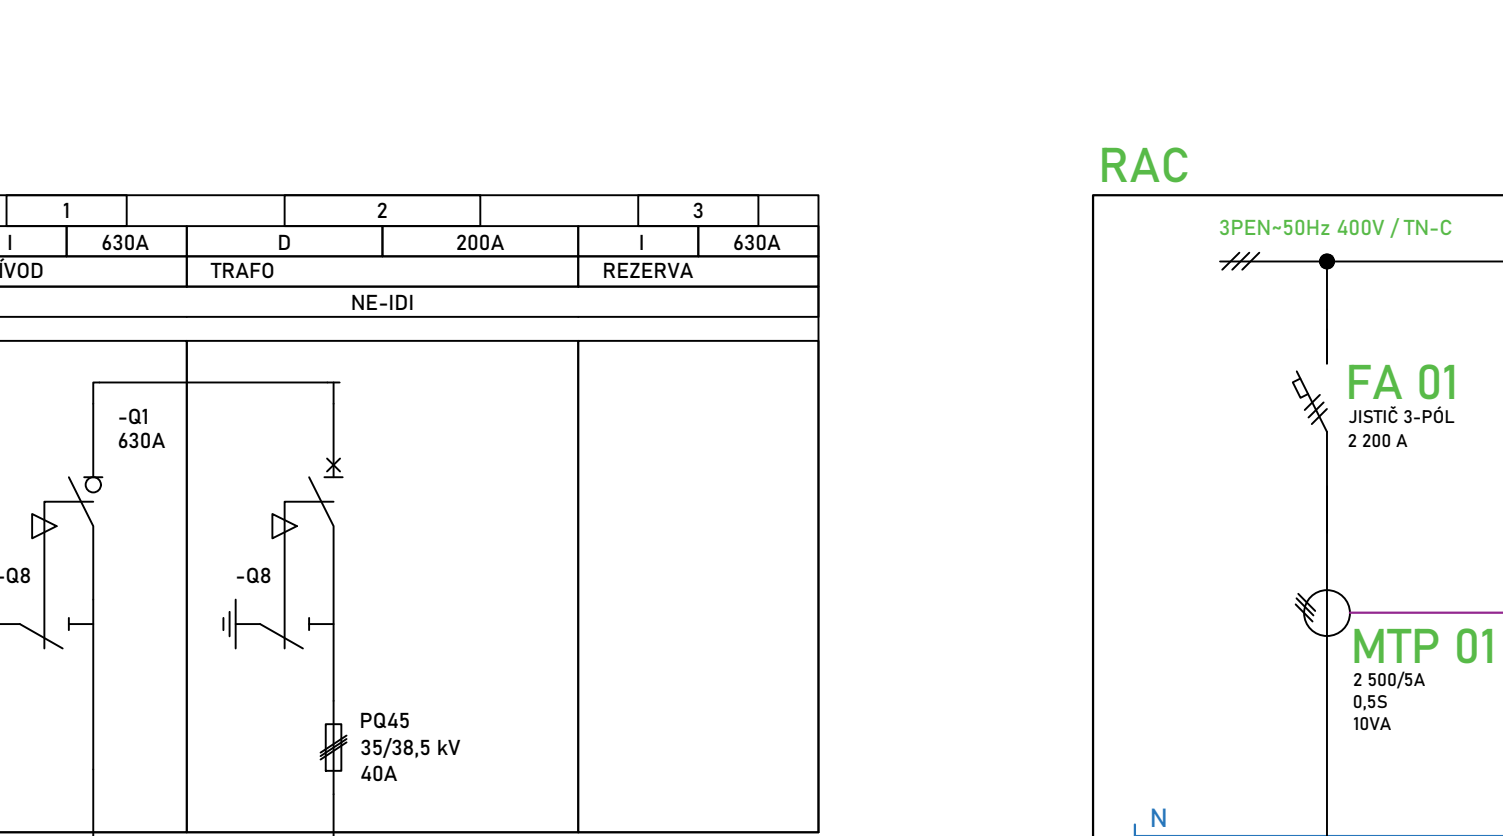 1
2
3
I
630A
D
200A
I
630A
ÍVOD
TRAFO
REZERVA
NE-IDI
-Q1
630A
-Q8
-Q8
PQ45
35/38,5 kV
40A
RAC
3PEN~50Hz 400V / TN-C
FA 01
JISTIČ 3-PÓL
2 200 A
MTP 01
2 500/5A
0,5S
10VA
N